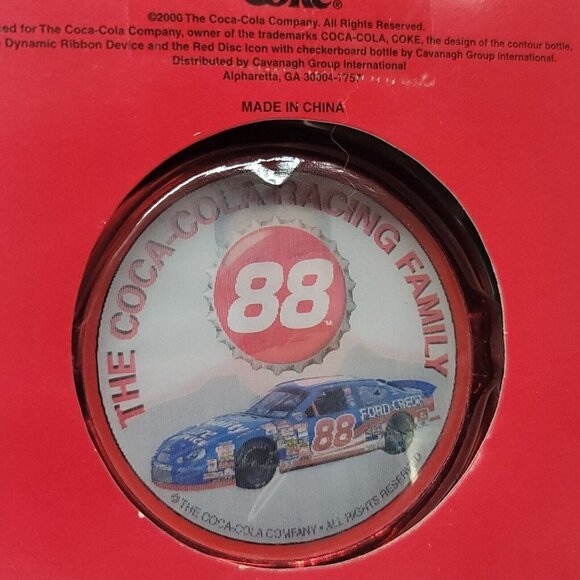 COKE®
©2000 The Coca-Cola Company. All Rights Reserved.
ced for The Coca-Cola Company, owner of the trademarks COCA-COLA, COKE, the design of the contour bottle,
Dynamic Ribbon Device and the Red Disc Icon with checkerboard bottle by Cavanagh Group International.
Distributed by Cavanagh Group International
Alpharetta, GA 30004-7757
MADE IN CHINA
THE COCA-COLA RACING FAMILY
88
FORD CREDIT
88
© THE COCA-COLA COMPANY • ALL RIGHTS RESERVED